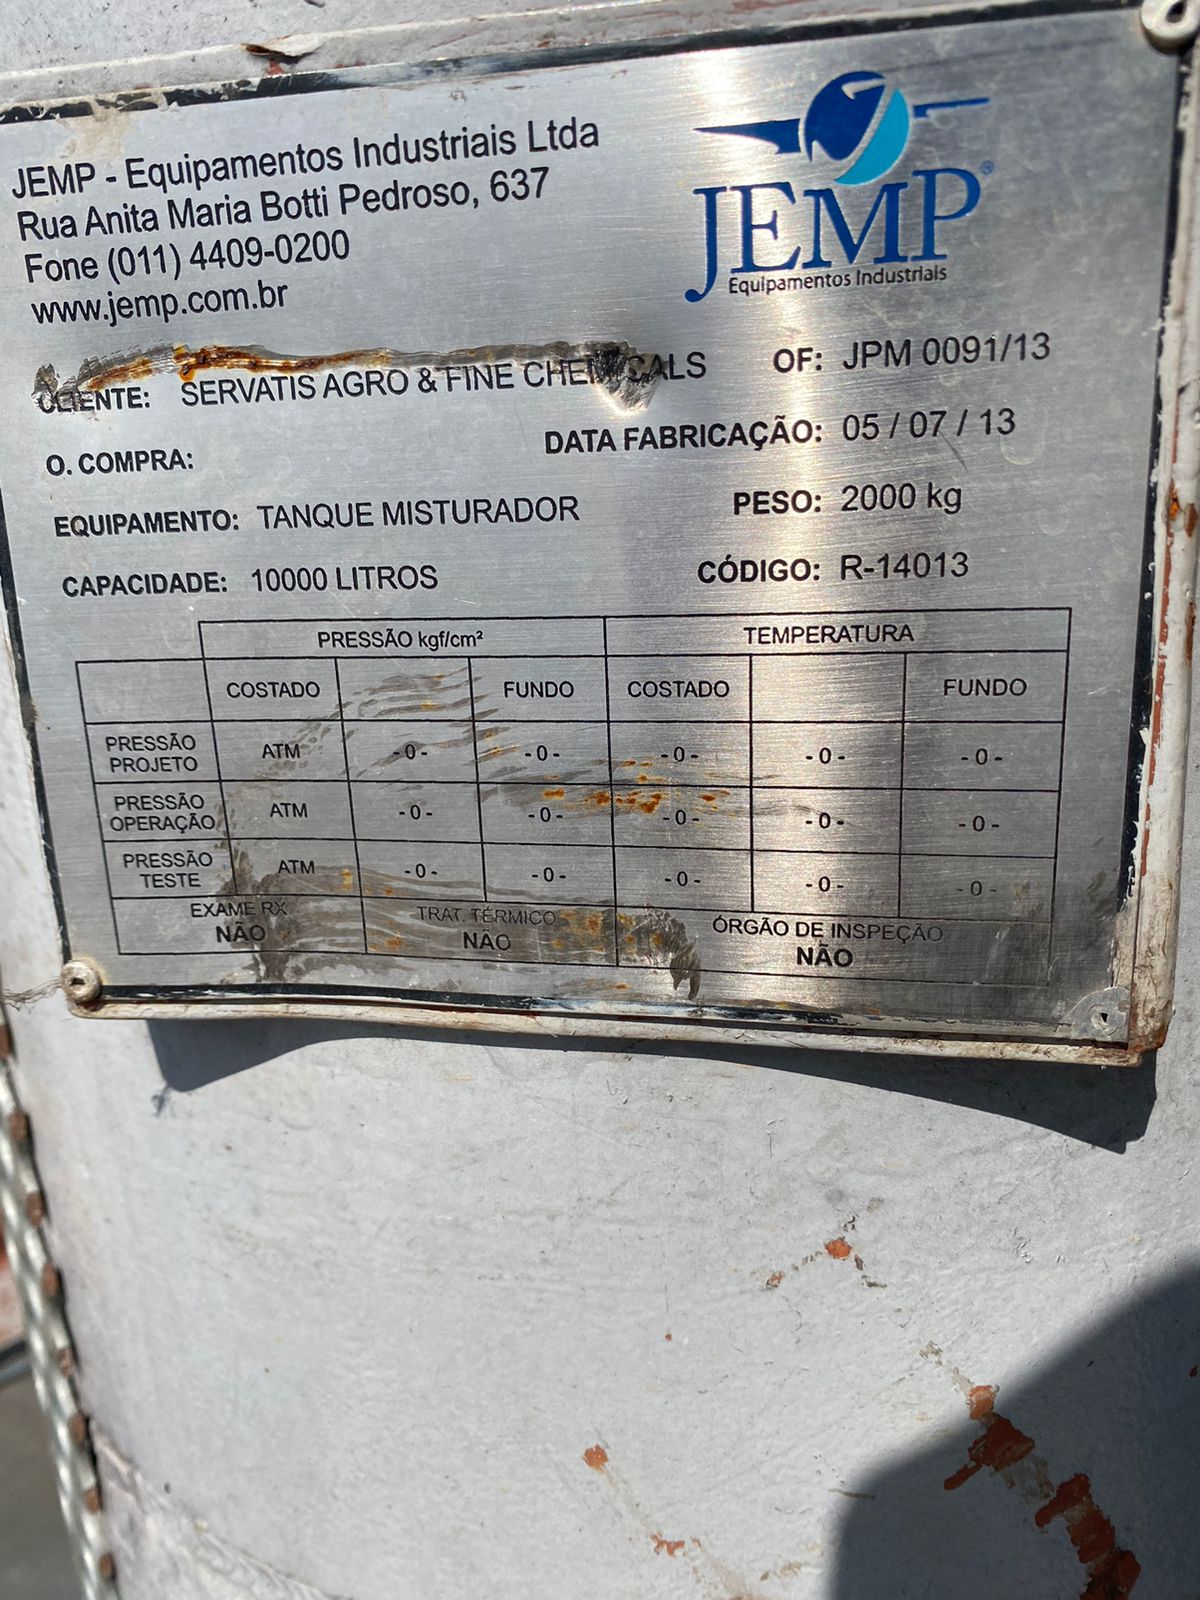 JEMP - Equipamentos Industriais Ltda
Rua Anita Maria Botti Pedroso, 637
Fone (011) 4409-0200
www.jemp.com.br
JEMP®
Equipamentos Industriais
CLIENTE: SERVATIS AGRO & FINE CHEMICALS OF: JPM 0091/13
O. COMPRA: DATA FABRICAÇÃO: 05 / 07 / 13
EQUIPAMENTO: TANQUE MISTURADOR PESO: 2000 kg
CAPACIDADE: 10000 LITROS CÓDIGO: R-14013
PRESSÃO kgf/cm² TEMPERATURA
COSTADO FUNDO COSTADO FUNDO
PRESSÃO PROJETO ATM -0- -0- -0- -0- -0-
PRESSÃO OPERAÇÃO ATM -0- -0- -0- -0- -0-
PRESSÃO TESTE ATM -0- -0- -0- -0- -0-
EXAME RX TRAT. TÉRMICO ÓRGÃO DE INSPEÇÃO
NÃO NÃO NÃO